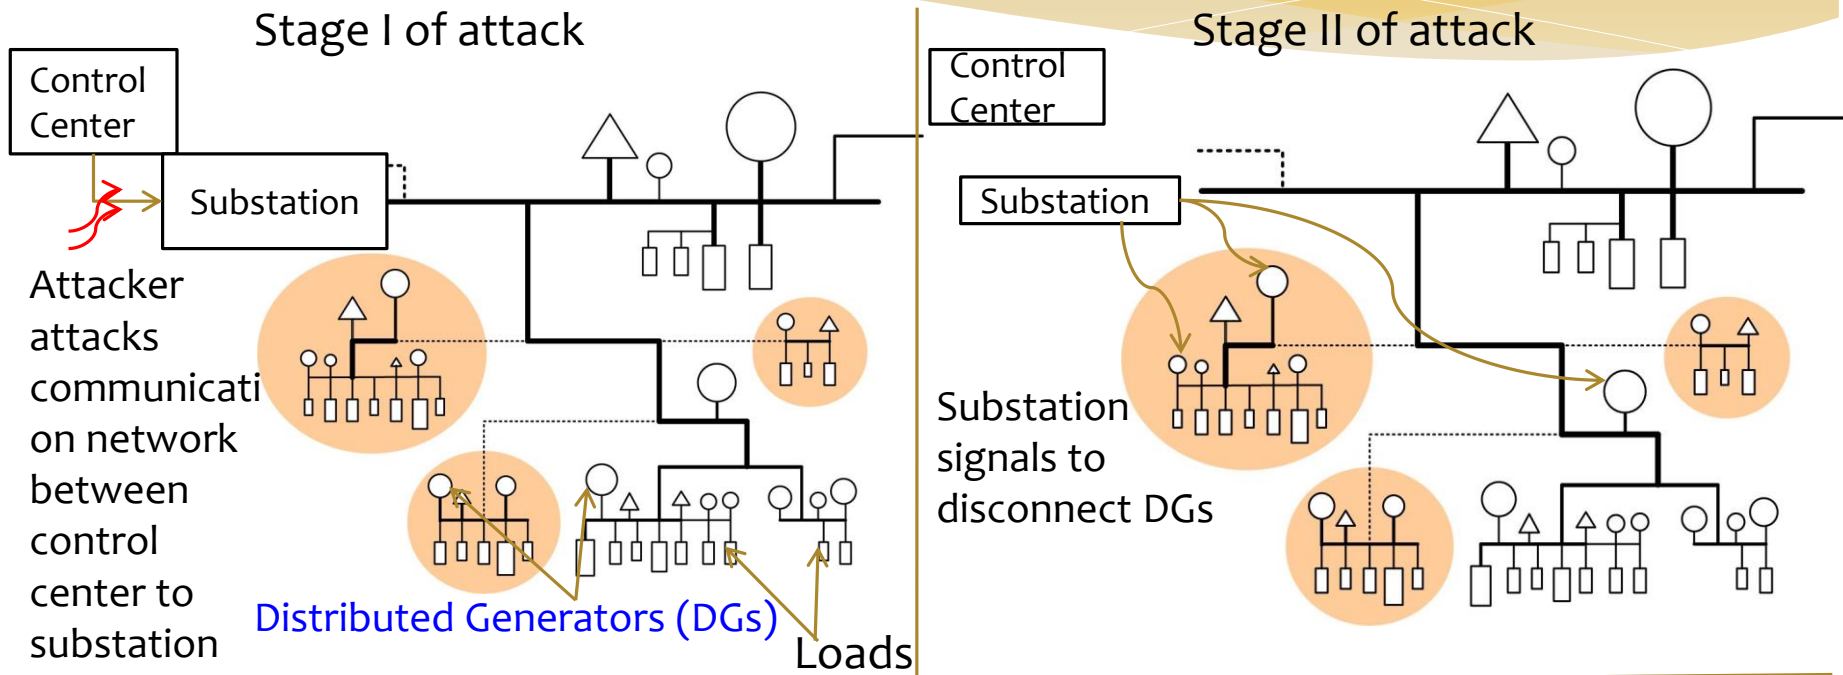 Stage I of attack
Control
Center
Substation
Attacker
attacks
communicati
on network
between
control
center to
substation
Distributed Generators (DGs)
Loads
Stage II of attack
Control
Center
Substation
Substation
signals to
disconnect DGs